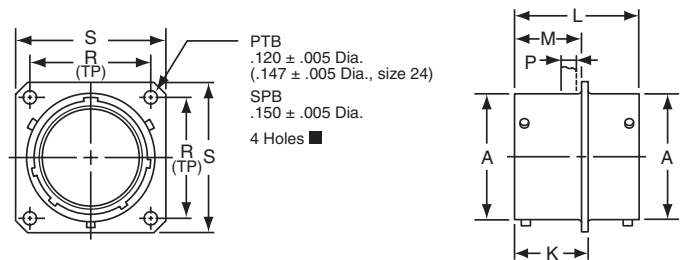 S
R
(TP)
R
(TP)
S
PTB
.120 ± .005 Dia.
(.147 ± .005 Dia., size 24)
SPB
.150 ± .005 Dia.
4 Holes ■
L
M
P
A
A
K